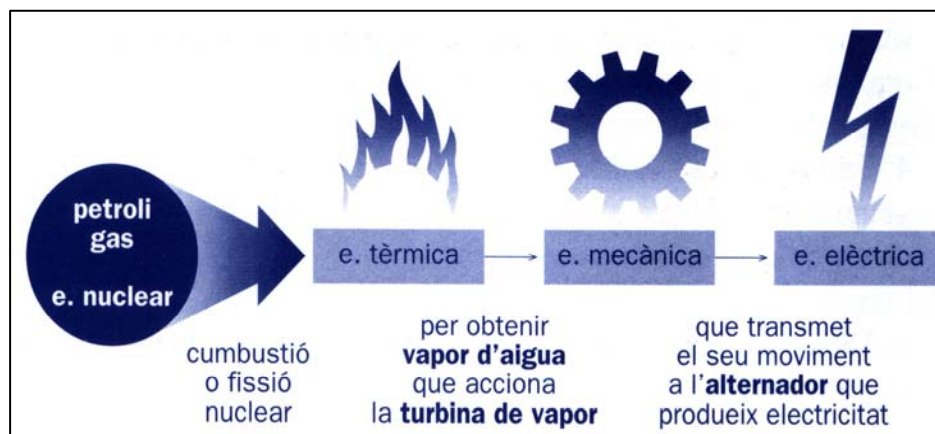 petroli
gas
e. nuclear
e. tèrmica
e. mecànica
e. elèctrica
cumbustió
o fissió
nuclear
per obtenir
vapor d'aigua
que acciona
la turbina de vapor
que transmet
el seu moviment
a l'alternador que
produeix electricitat